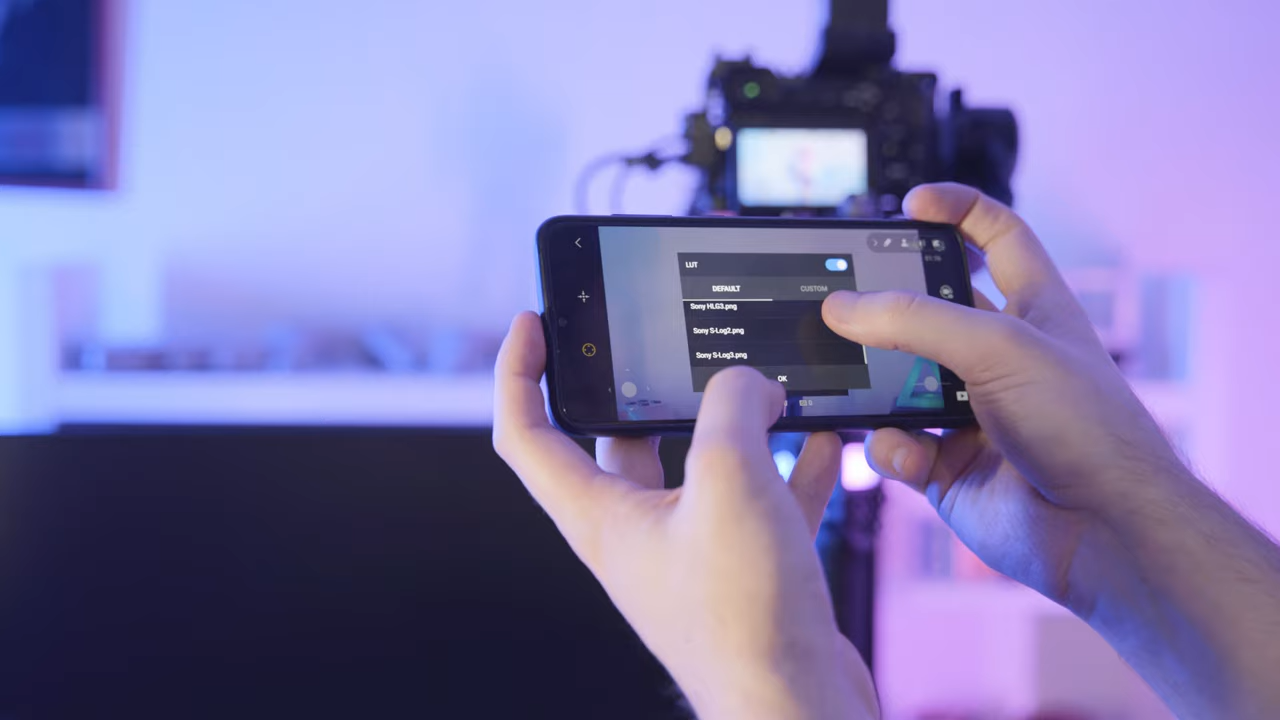 LUT
DEFAULT CUSTOM
Sony HLG3.png
Sony S-Log2.png
Sony S-Log3.png
OK